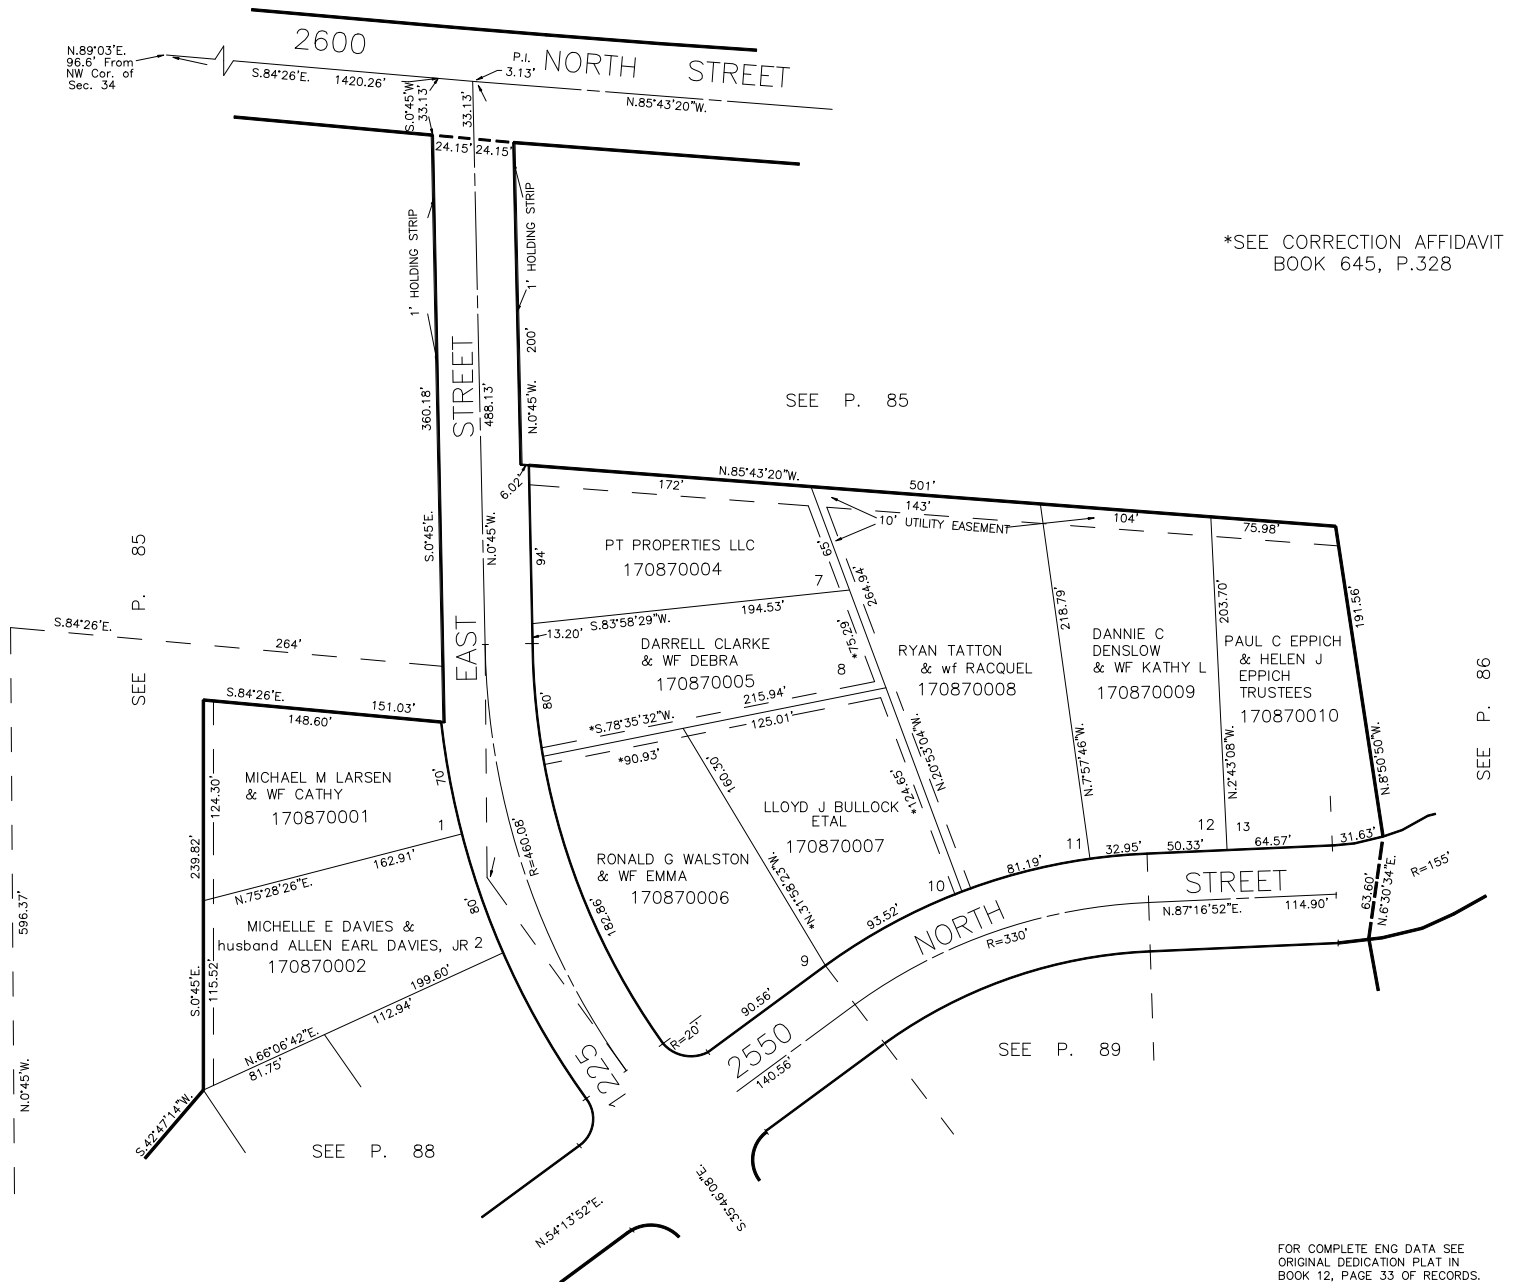 2600 NORTH STREET
N.89°03'E.
96.6' From
NW Cor. of
Sec. 34
S.84°26'E.
1420.26'
P.I.
3.13'
N.85°43'20"W.
S.0°45'W
33.13'
33.13'
24.15'
24.15'
1' HOLDING STRIP
1' HOLDING STRIP
*SEE CORRECTION AFFIDAVIT
BOOK 645, P.328
200'
N.0°45'W.
360.18'
488.13'
S.0°45'E.
N.0°45'W.
1225 EAST STREET
SEE P. 85
SEE P. 85
6.02'
N.85°43'20"W.
501'
172'
143'
104'
75.98'
10' UTILITY EASEMENT
94'
65'
PT PROPERTIES LLC
170870004
7
194.53'
S.83°58'29"W.
13.20'
264.94'
*75.29'
DARRELL CLARKE
& WF DEBRA
170870005
8
80'
215.94'
*S.78°35'32"W.
125.01'
*90.93'
RYAN TATTON
& wf RACQUEL
170870008
N.20°53'04"W.
*124.65'
218.79'
N.7°57'46"W.
DANNIE C
DENSLOW
& WF KATHY L
170870009
203.70'
N.2°43'08"W.
PAUL C EPPICH
& HELEN J
EPPICH
TRUSTEES
170870010
191.56'
N.8°50'50"W.
SEE P. 86
S.84°26'E.
264'
S.84°26'E.
151.03'
148.60'
70'
124.30'
239.82'
MICHAEL M LARSEN
& WF CATHY
170870001
1
162.91'
N.75°28'26"E.
80'
MICHELLE E DAVIES &
husband ALLEN EARL DAVIES, JR
2
170870002
596.37'
N.0°45'W.
S.0°45'E.
115.52'
199.60'
112.94'
N.66°06'42"E.
81.75'
S.42°47'14"W.
SEE P. 88
R=460.08'
182.86'
160.30'
*N.31°58'23"W.
RONALD G WALSTON
& WF EMMA
170870006
9
LLOYD J BULLOCK
ETAL
170870007
10
11
12
13
93.52'
81.19'
32.95'
50.33'
64.57'
31.63'
63.60'
N.6°30'34"E.
R=155'
2550 NORTH STREET
R=330'
N.87°16'52"E.
114.90'
90.56'
R=20'
140.56'
SEE P. 89
S.35°46'08"E.
N.54°13'52"E.
FOR COMPLETE ENG DATA SEE
ORIGINAL DEDICATION PLAT IN
BOOK 12, PAGE 33 OF RECORDS.